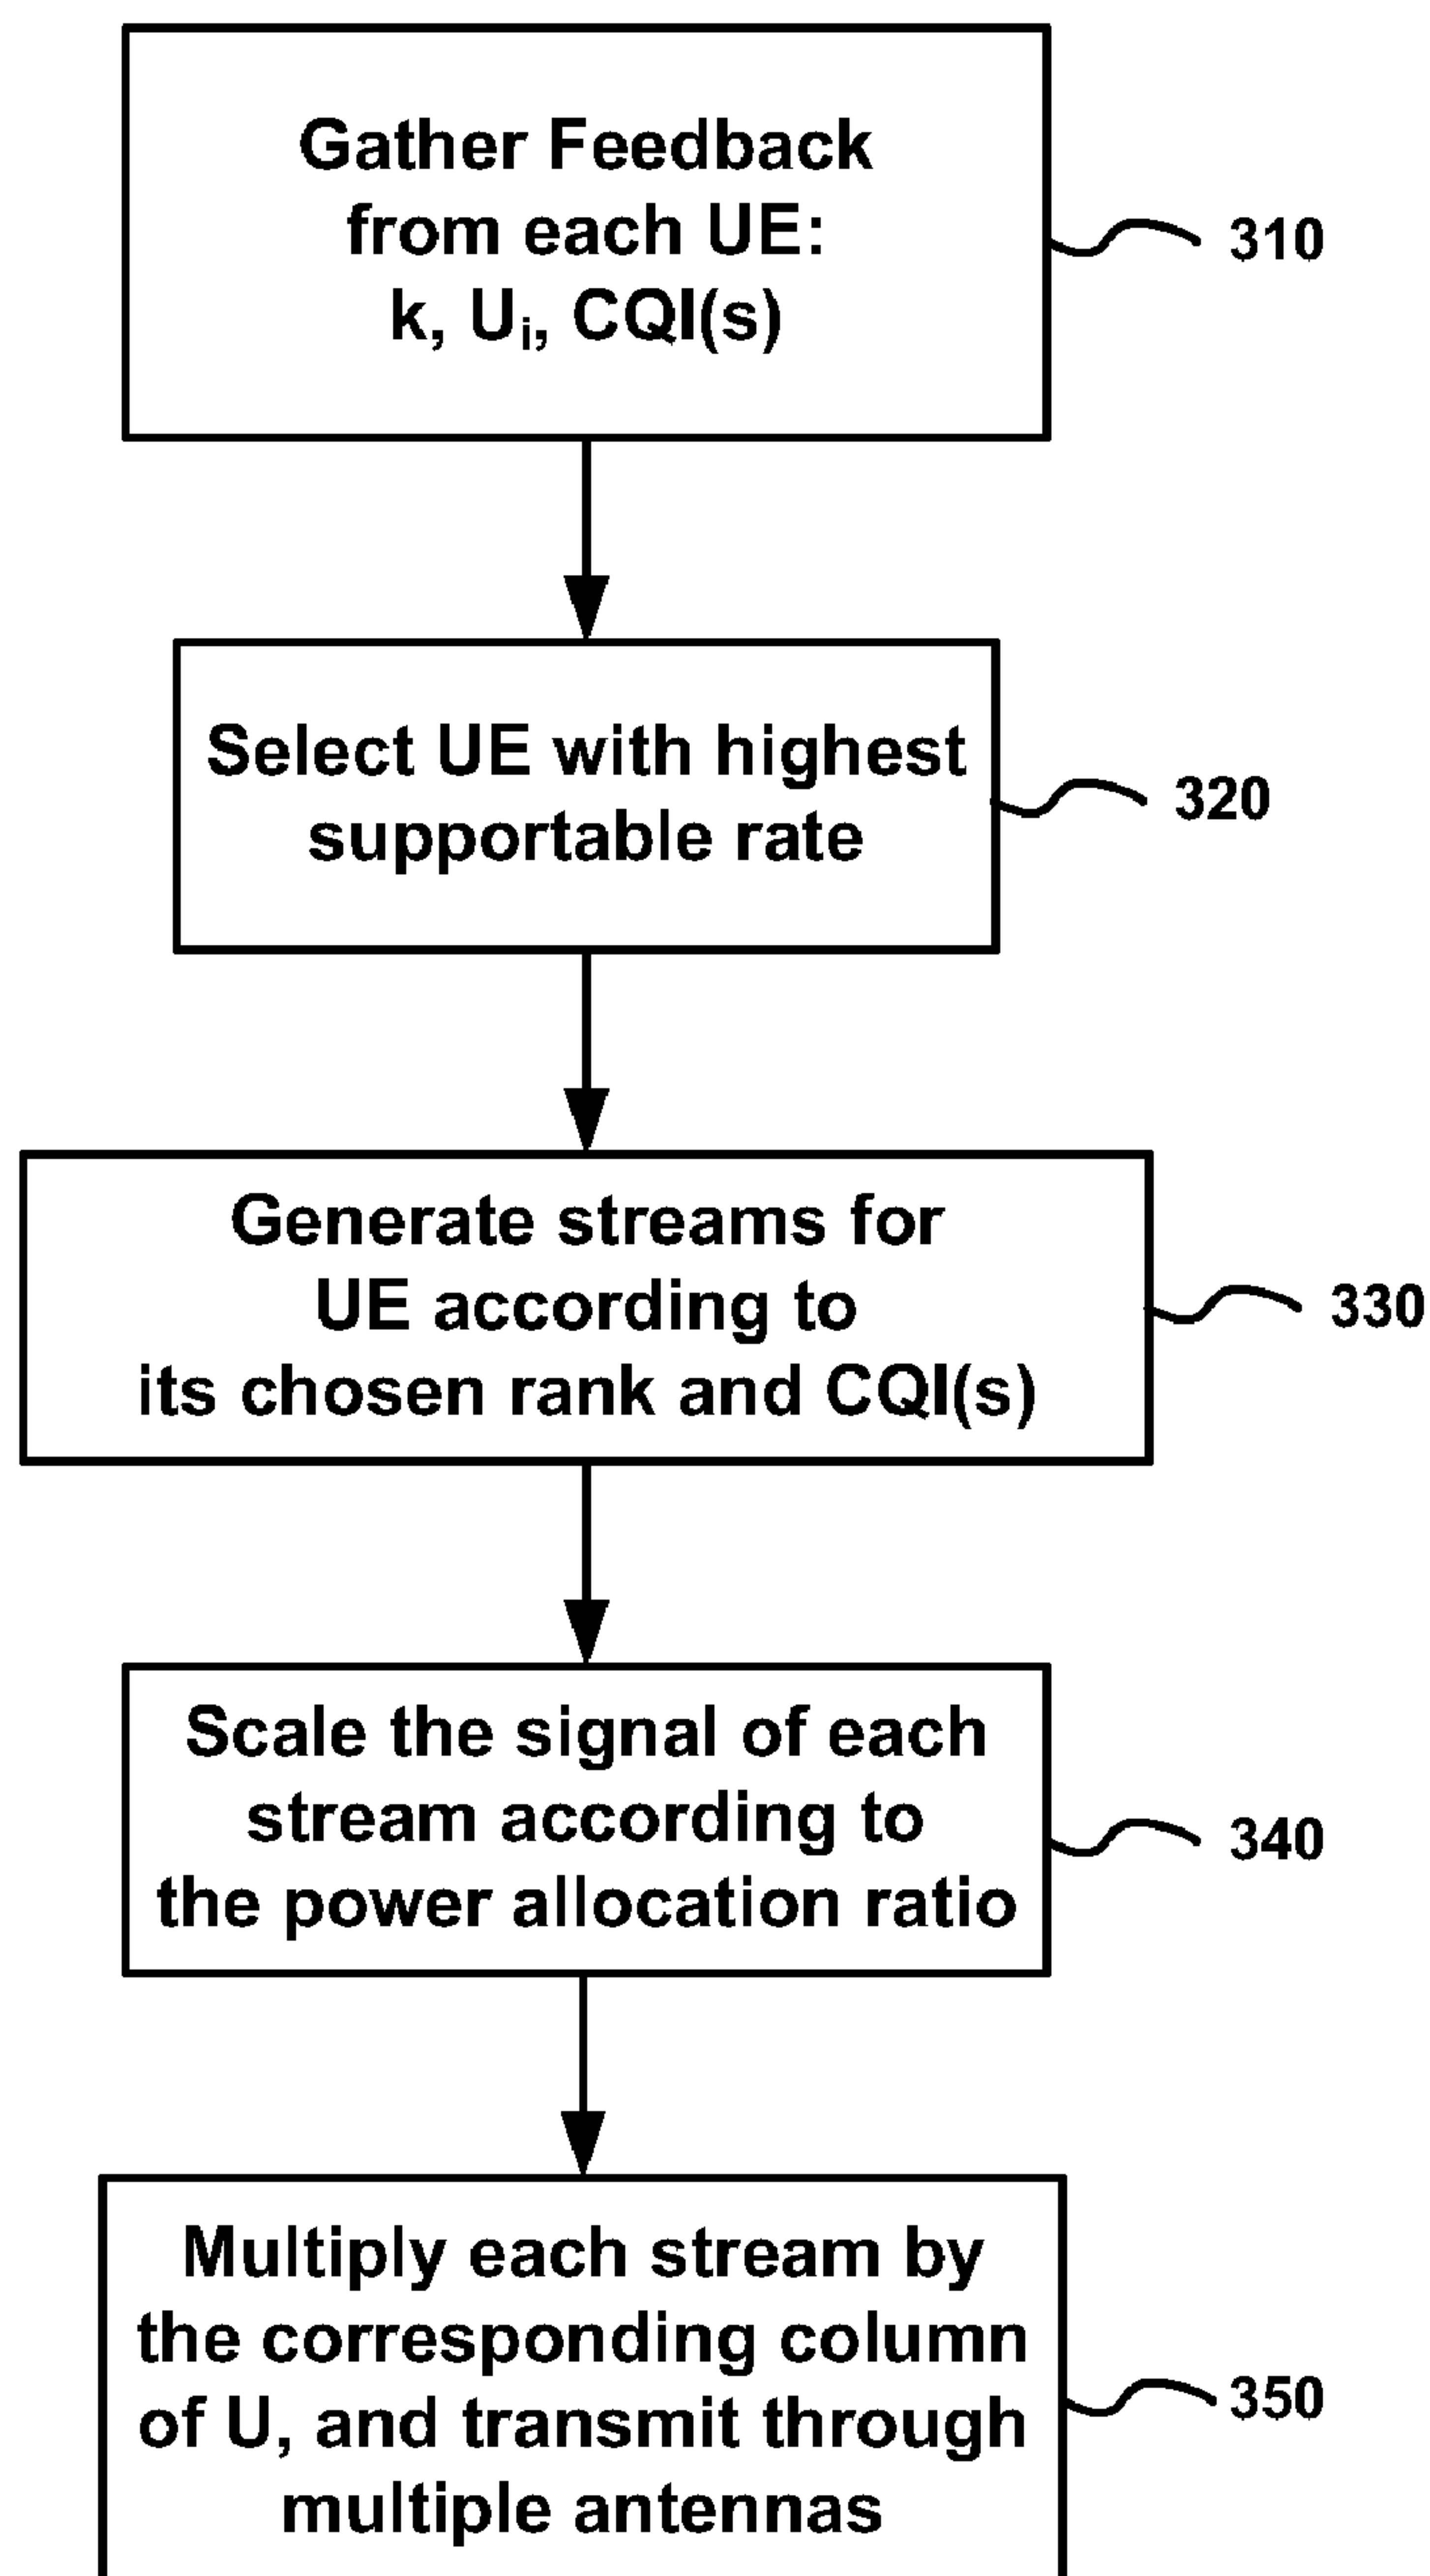 Gather Feedback
from each UE:
k, Uᵢ, CQI(s)
310
Select UE with highest
supportable rate
320
Generate streams for
UE according to
its chosen rank and CQI(s)
330
Scale the signal of each
stream according to
the power allocation ratio
340
Multiply each stream by
the corresponding column
of U, and transmit through
multiple antennas
350